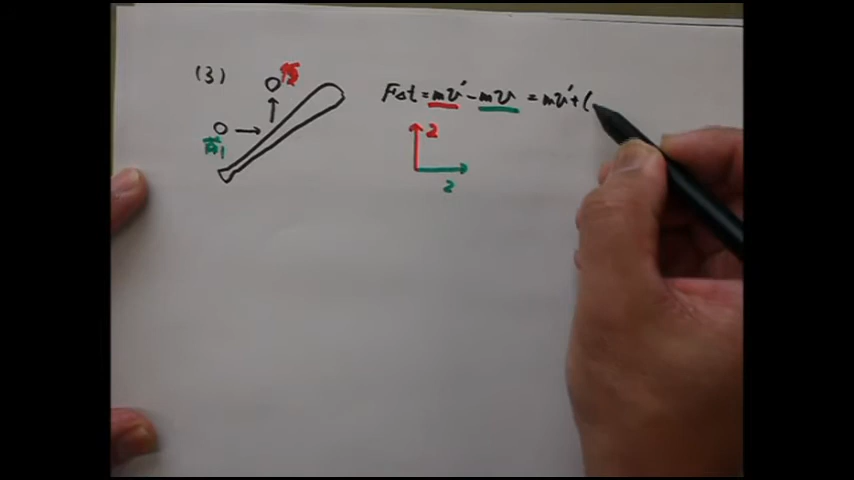 (3)
FΔt = mv' - mv = mv' + (
2
2